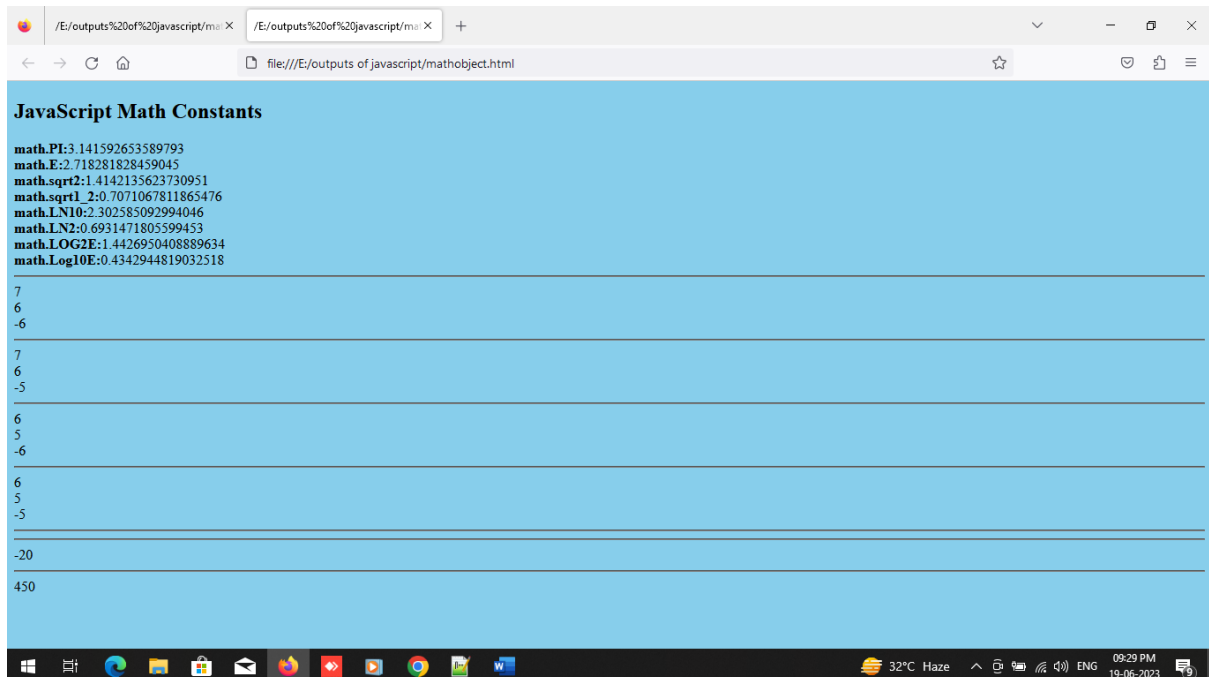 /E:/outputs%20of%20javascript/ma
/E:/outputs%20of%20javascript/ma
file:///E:/outputs of javascript/mathobject.html
JavaScript Math Constants
math.PI:3.141592653589793
math.E:2.718281828459045
math.sqrt2:1.4142135623730951
math.sqrt1_2:0.7071067811865476
math.LN10:2.302585092994046
math.LN2:0.6931471805599453
math.LOG2E:1.4426950408889634
math.Log10E:0.4342944819032518
7
6
-6
7
6
-5
6
5
-6
6
5
-5
-20
450
32°C Haze
ENG
09:29 PM
19-06-2023
9